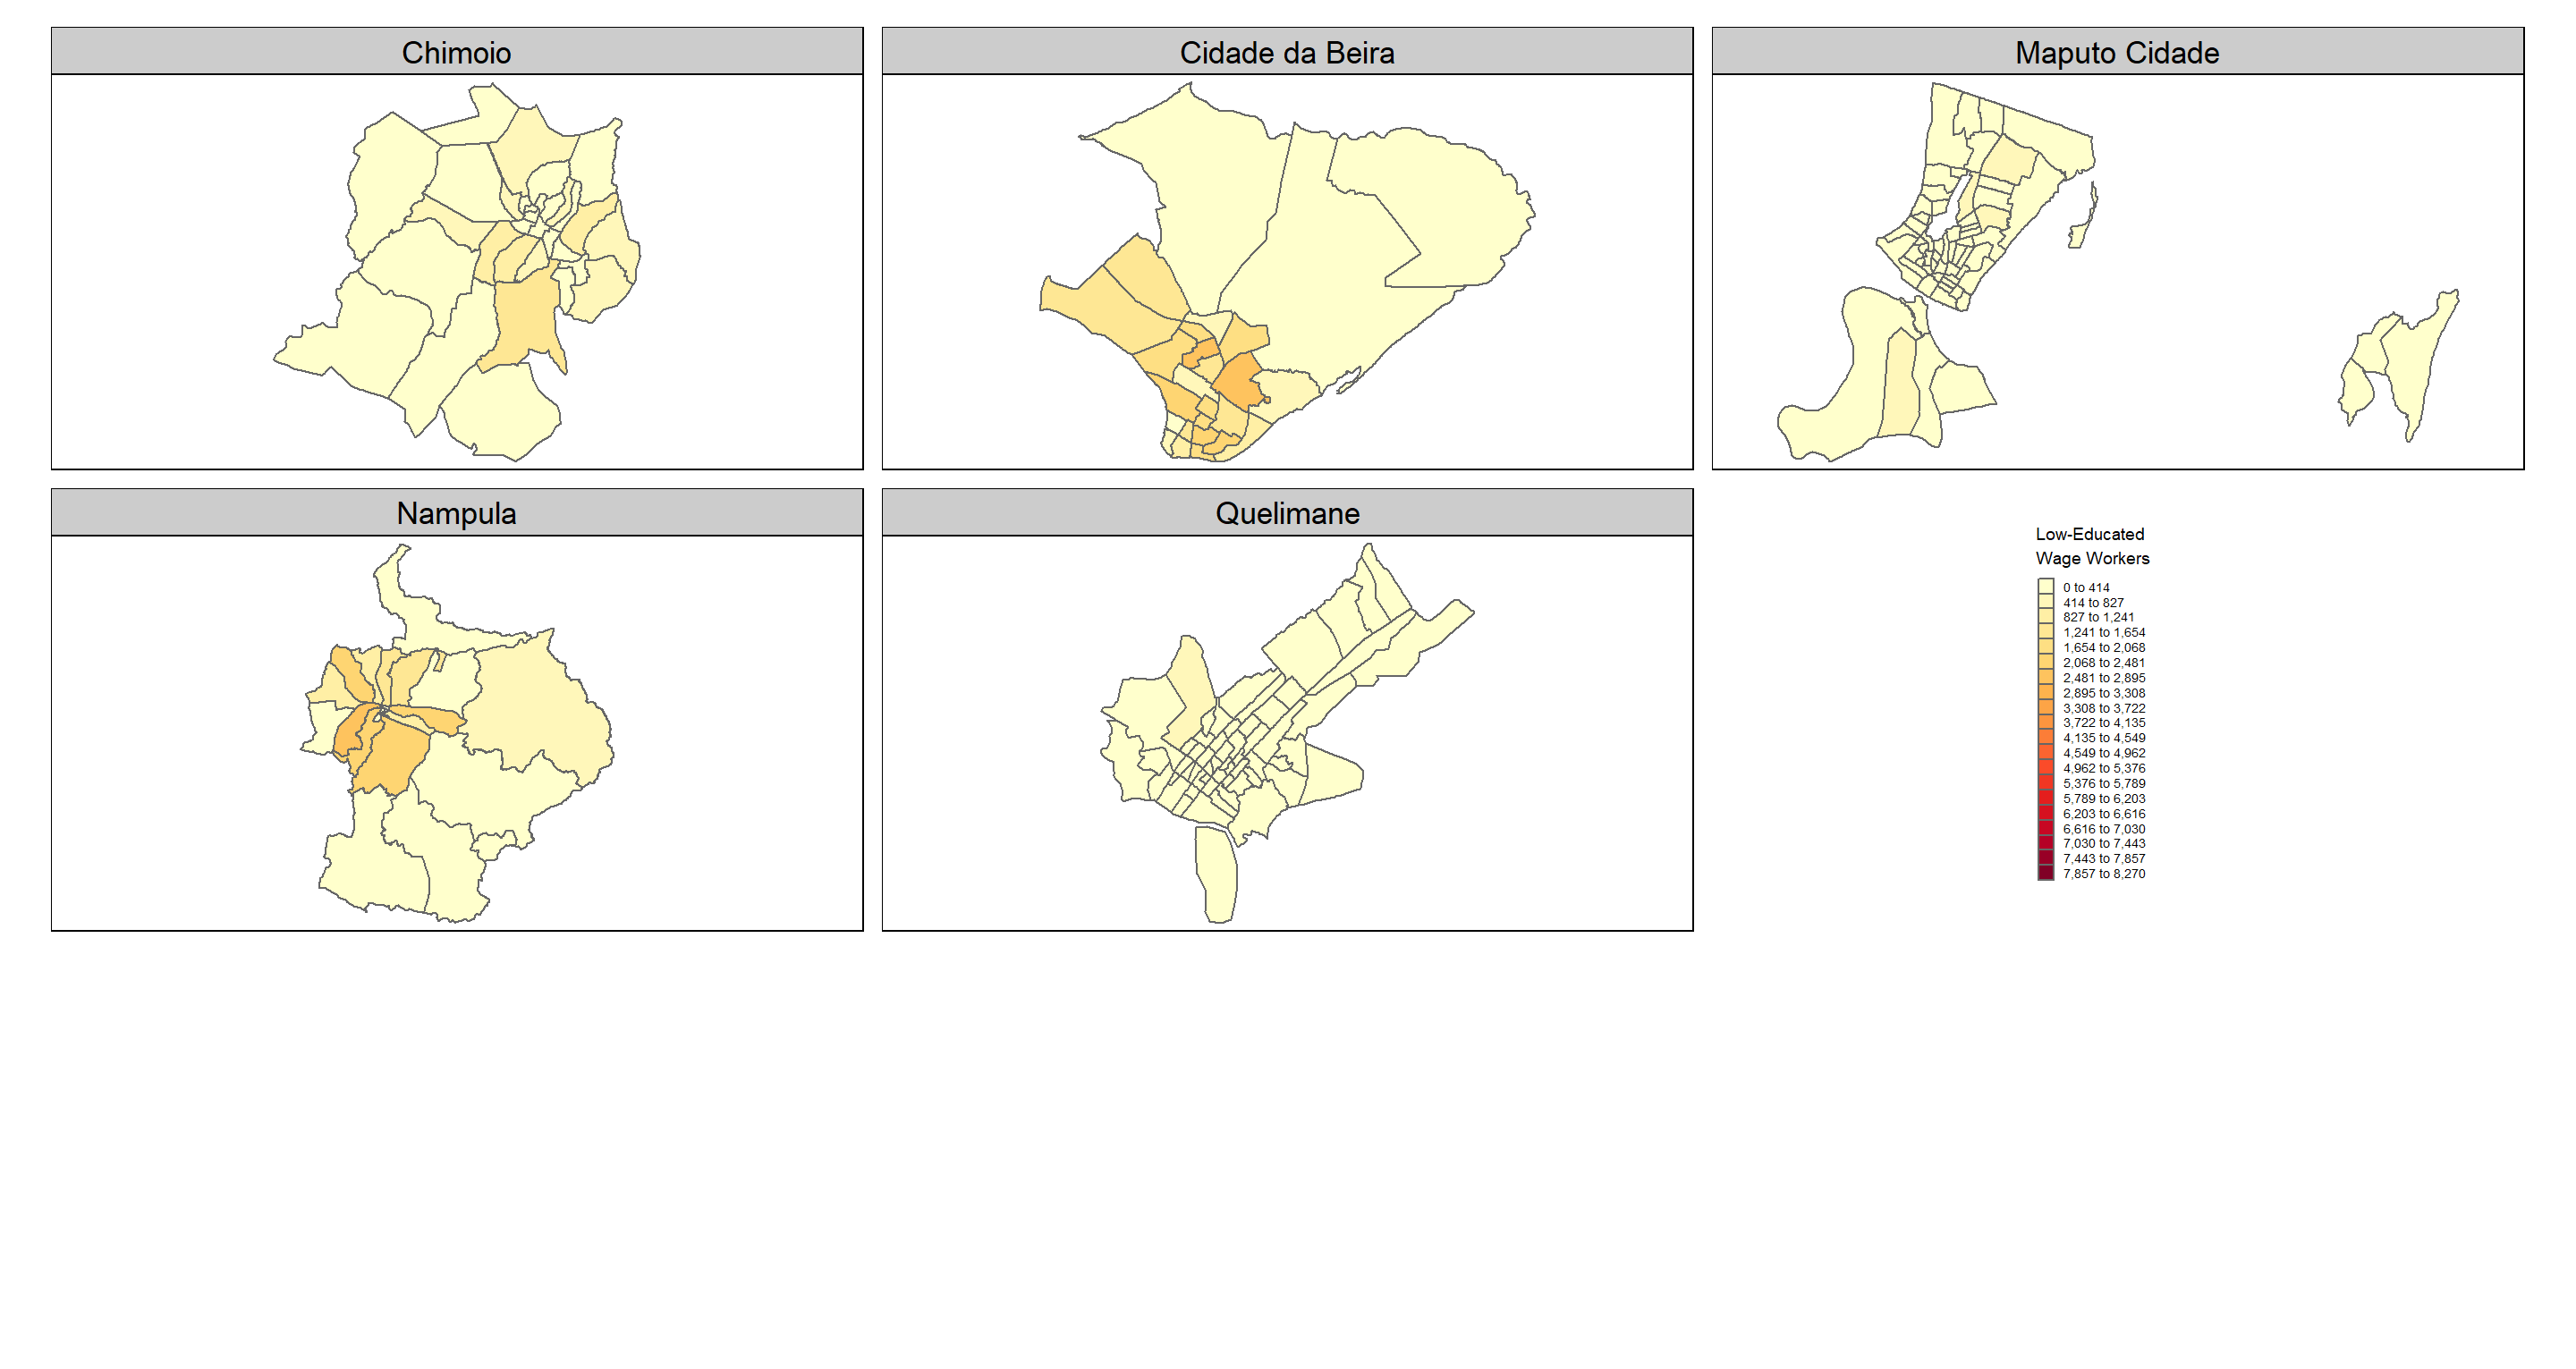 Chimoio
Cidade da Beira
Maputo Cidade
Nampula
Quelimane
Low-Educated
Wage Workers
0 to 414
414 to 827
827 to 1,241
1,241 to 1,654
1,654 to 2,068
2,068 to 2,481
2,481 to 2,895
2,895 to 3,308
3,308 to 3,722
3,722 to 4,135
4,135 to 4,549
4,549 to 4,962
4,962 to 5,376
5,376 to 5,789
5,789 to 6,203
6,203 to 6,616
6,616 to 7,030
7,030 to 7,443
7,443 to 7,857
7,857 to 8,270